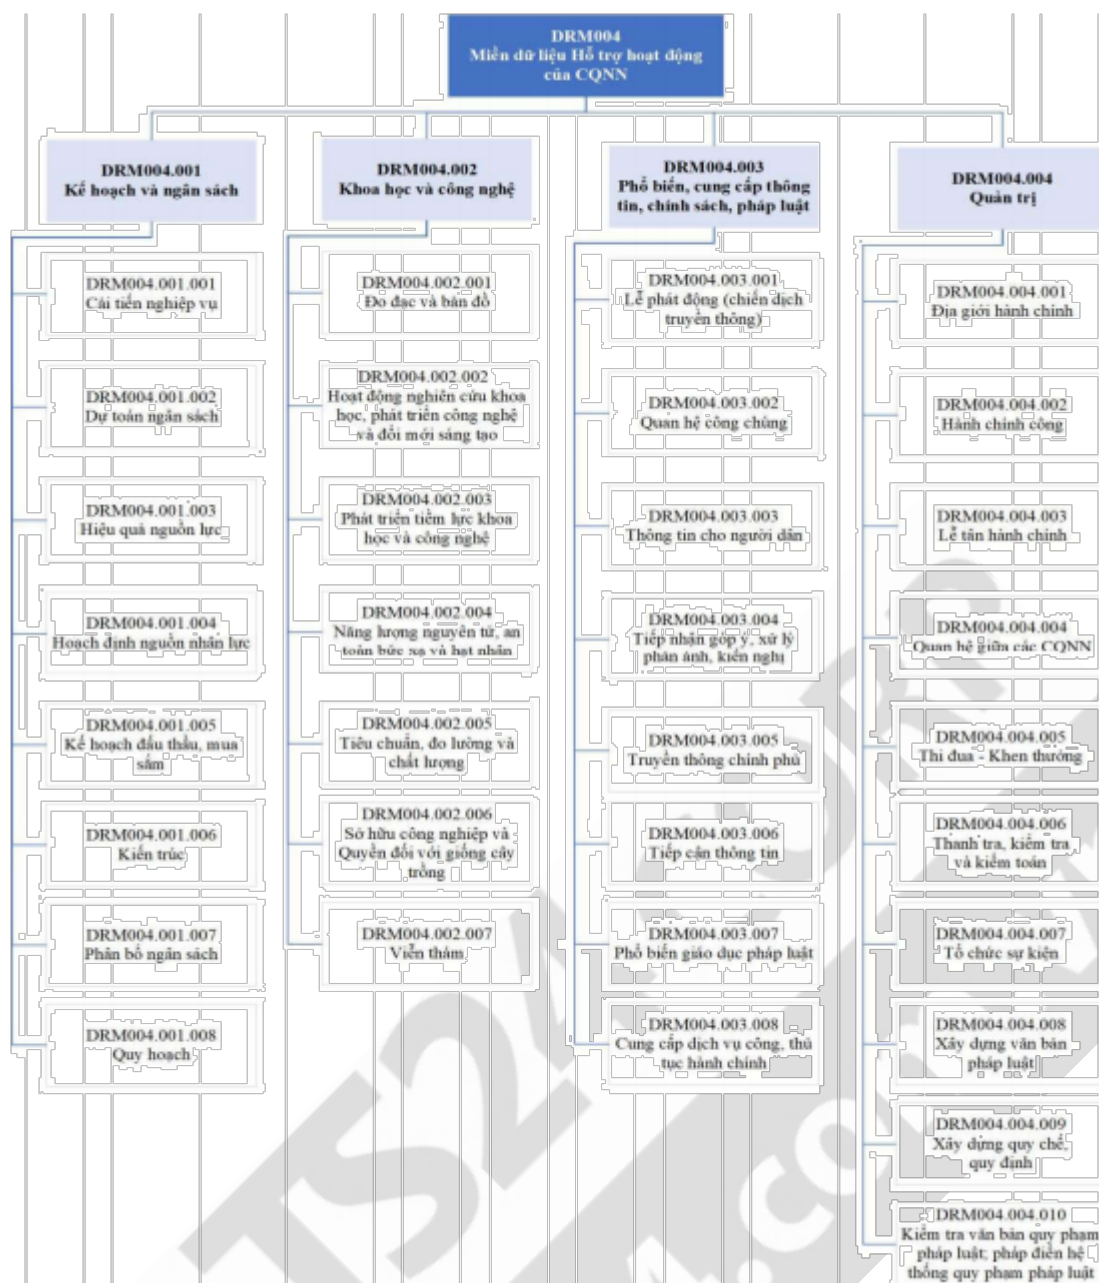 DRM004
Miền dữ liệu Hỗ trợ hoạt động
của CQNN
DRM004.001
Kế hoạch và ngân sách
DRM004.001.001
Cải tiến nghiệp vụ
DRM004.001.002
Dự toán ngân sách
DRM004.001.003
Hiệu quả nguồn lực
DRM004.001.004
Hoạch định nguồn nhân lực
DRM004.001.005
Kế hoạch đấu thầu, mua
sắm
DRM004.001.006
Kiến trúc
DRM004.001.007
Phân bổ ngân sách
DRM004.001.008
Quy hoạch
DRM004.002
Khoa học và công nghệ
DRM004.002.001
Đo đạc và bản đồ
DRM004.002.002
Hoạt động nghiên cứu khoa
học, phát triển công nghệ
và đổi mới sáng tạo
DRM004.002.003
Phát triển tiềm lực khoa
học và công nghệ
DRM004.002.004
Năng lượng nguyên tử, an
toàn bức xạ và hạt nhân
DRM004.002.005
Tiêu chuẩn, đo lường và
chất lượng
DRM004.002.006
Sở hữu công nghiệp và
Quyền đối với giống cây
trồng
DRM004.002.007
Viễn thám
DRM004.003
Phổ biến, cung cấp thông
tin, chính sách, pháp luật
DRM004.003.001
Lễ phát động (chiến dịch
truyền thông)
DRM004.003.002
Quan hệ công chúng
DRM004.003.003
Thông tin cho người dân
DRM004.003.004
Tiếp nhận góp ý, xử lý
phản ánh, kiến nghị
DRM004.003.005
Truyền thông chính phủ
DRM004.003.006
Tiếp cận thông tin
DRM004.003.007
Phổ biến giáo dục pháp luật
DRM004.003.008
Cung cấp dịch vụ công, thủ
tục hành chính
DRM004.004
Quản trị
DRM004.004.001
Địa giới hành chính
DRM004.004.002
Hành chính công
DRM004.004.003
Lễ tân hành chính
DRM004.004.004
Quan hệ giữa các CQNN
DRM004.004.005
Thi đua - Khen thưởng
DRM004.004.006
Thanh tra, kiểm tra
và kiểm toán
DRM004.004.007
Tổ chức sự kiện
DRM004.004.008
Xây dựng văn bản
pháp luật
DRM004.004.009
Xây dựng quy chế,
quy định
DRM004.004.010
Kiểm tra văn bản quy phạm
pháp luật; pháp điển hệ
thống quy phạm pháp luật